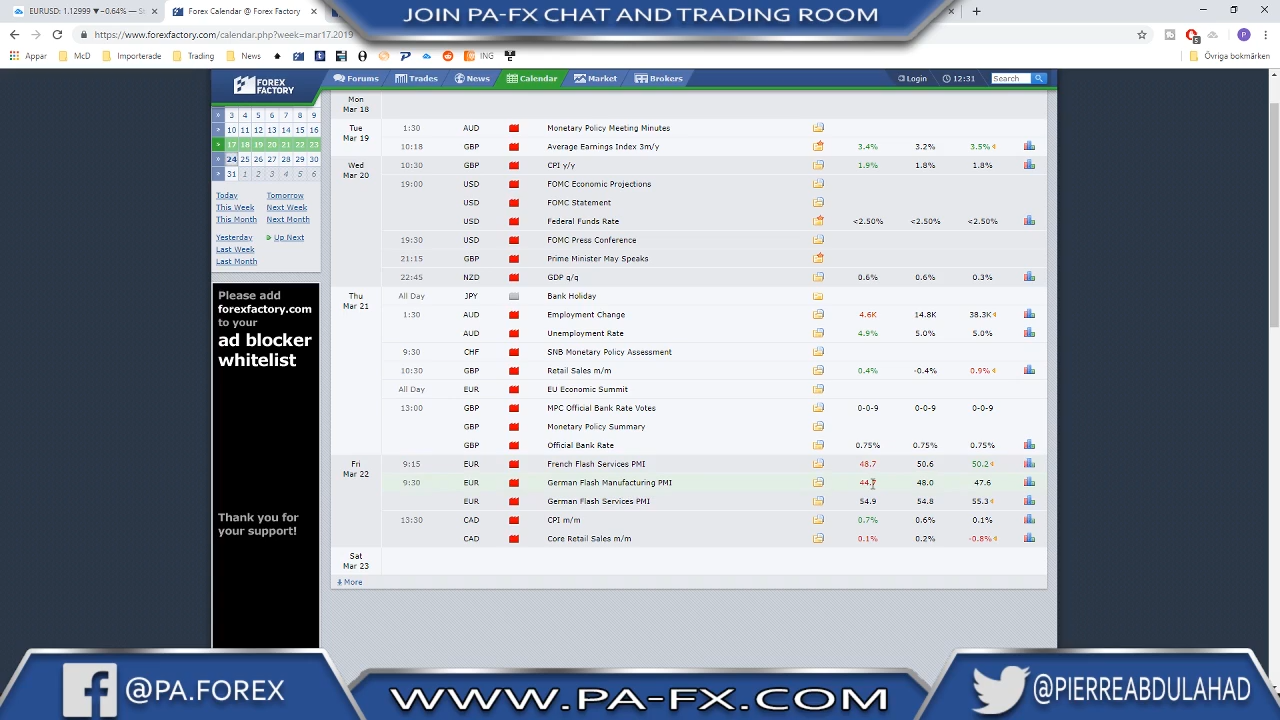 JOIN PA-FX CHAT AND TRADING ROOM
EURUSD: 1.12999 ▼−0.64% — S
Forex Calendar @ Forex Factory
https://www.forexfactory.com/calendar.php?week=mar17.2019
Appar McD Importerade Trading News ING Övriga bokmärken
FOREX FACTORY
Forums Trades News Calendar Market Brokers Login 12:31 Search
3 4 5 6 7 8 9
10 11 12 13 14 15 16
17 18 19 20 21 22 23
24 25 26 27 28 29 30
31 1 2 3 4 5 6
Today Tomorrow
This Week Next Week
This Month Next Month
Yesterday Up Next
Last Week
Last Month
Please add
forexfactory.com
to your
ad blocker
whitelist
Thank you for
your support!
Mon
Mar 18
Tue
Mar 19
1:30 AUD Monetary Policy Meeting Minutes
10:18 GBP Average Earnings Index 3m/y 3.4% 3.2% 3.5%
Wed
Mar 20
10:30 GBP CPI y/y 1.9% 1.8% 1.8%
19:00 USD FOMC Economic Projections
USD FOMC Statement
USD Federal Funds Rate <2.50% <2.50% <2.50%
19:30 USD FOMC Press Conference
21:15 GBP Prime Minister May Speaks
22:45 NZD GDP q/q 0.6% 0.6% 0.3%
Thu
Mar 21
All Day JPY Bank Holiday
1:30 AUD Employment Change 4.6K 14.8K 38.3K
AUD Unemployment Rate 4.9% 5.0% 5.0%
9:30 CHF SNB Monetary Policy Assessment
10:30 GBP Retail Sales m/m 0.4% -0.4% 0.9%
All Day EUR EU Economic Summit
13:00 GBP MPC Official Bank Rate Votes 0-0-9 0-0-9 0-0-9
GBP Monetary Policy Summary
GBP Official Bank Rate 0.75% 0.75% 0.75%
Fri
Mar 22
9:15 EUR French Flash Services PMI 48.7 50.6 50.2
9:30 EUR German Flash Manufacturing PMI 44.7 48.0 47.6
EUR German Flash Services PMI 54.9 54.8 55.3
13:30 CAD CPI m/m 0.7% 0.6% 0.1%
CAD Core Retail Sales m/m 0.1% 0.2% -0.8%
Sat
Mar 23
More
@PA.FOREX
WWW.PA-FX.COM
@PIERREABDULAHAD